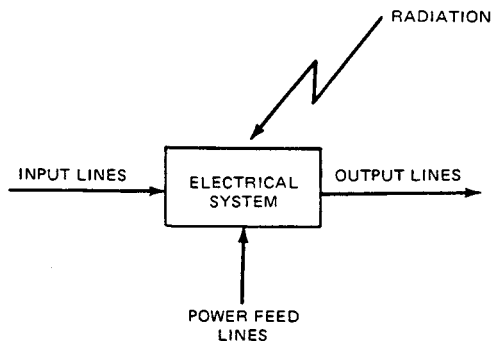 RADIATION
INPUT LINES
ELECTRICAL
SYSTEM
OUTPUT LINES
POWER FEED
LINES